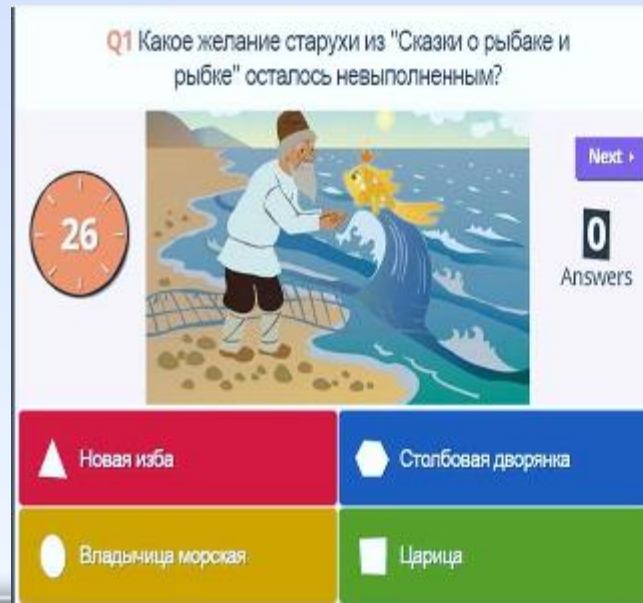 Q1 Какое желание старухи из "Сказки о рыбаке и
рыбке" осталось невыполненным?
Next
26
0
Answers
Новая изба
Столбовая дворянка
Владычица морская
Царица